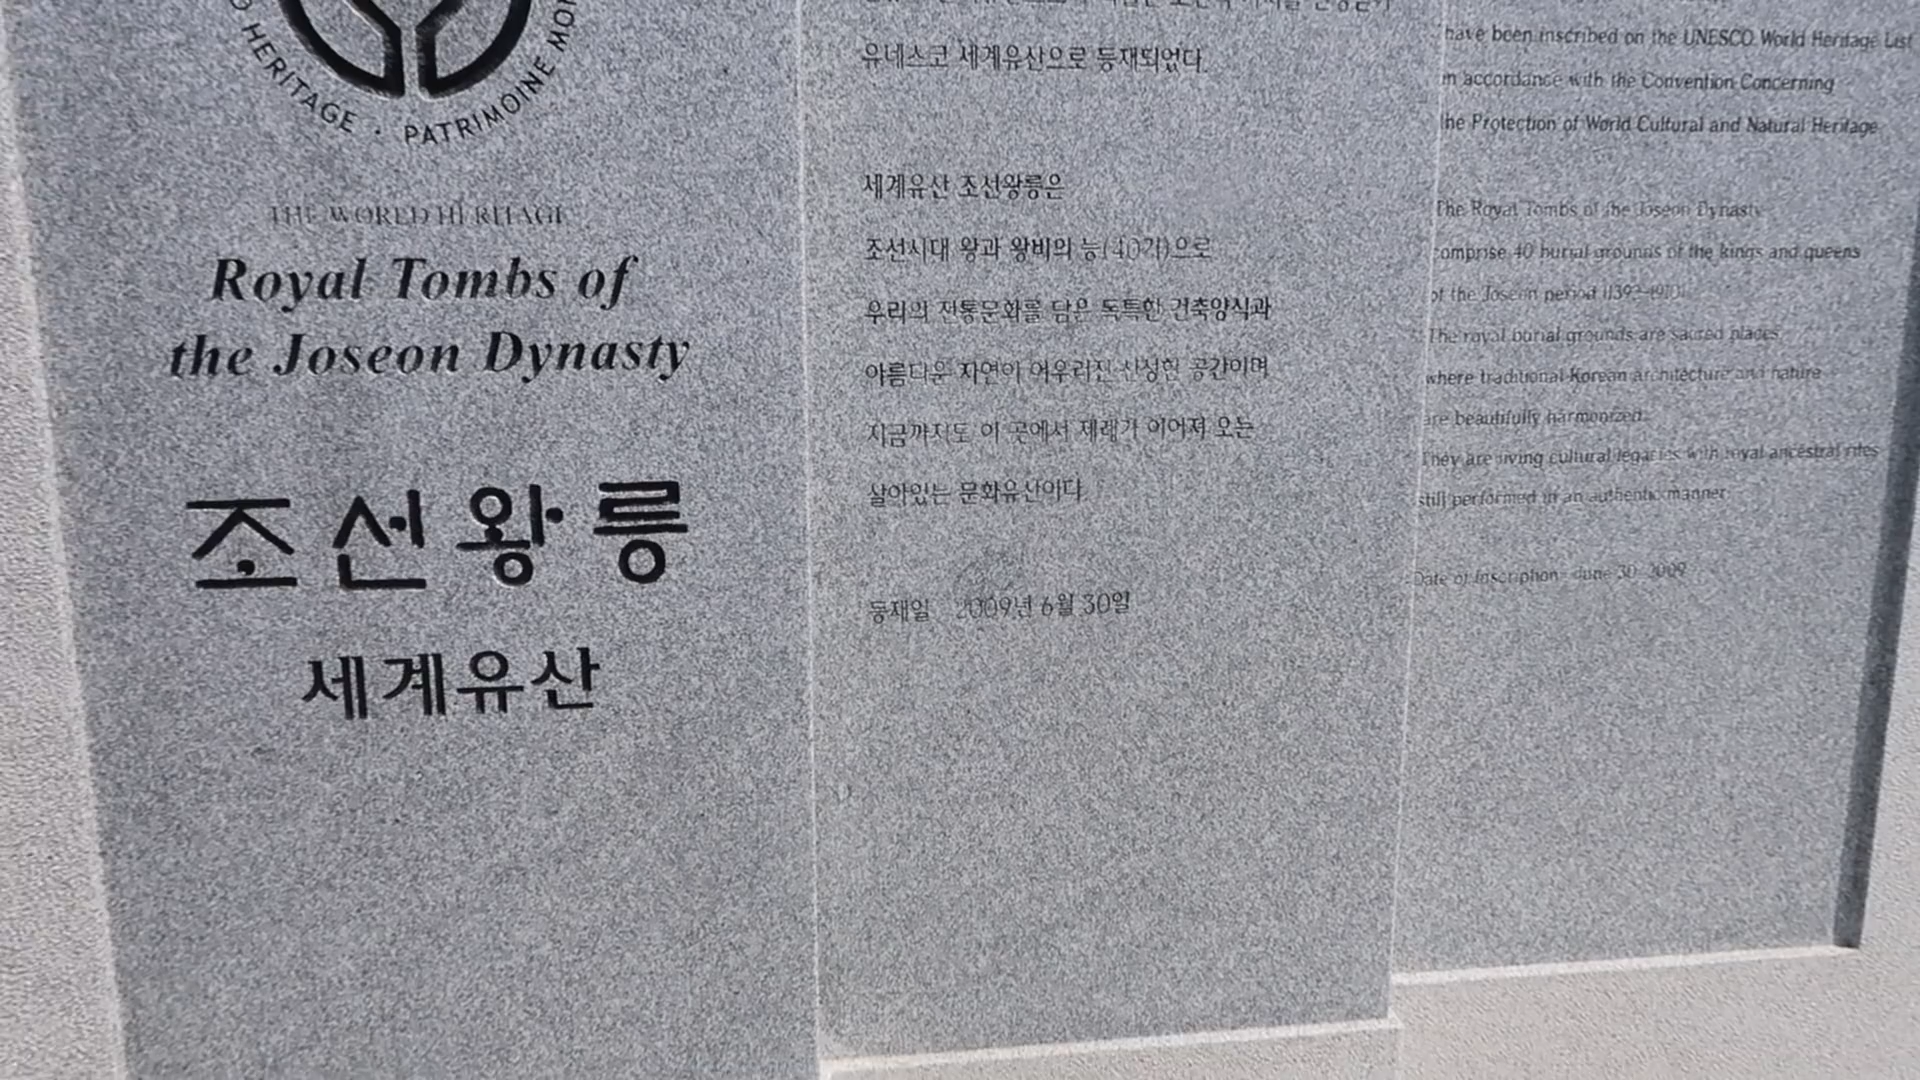 HERITAGE · PATRIMOINE
THE WORLD HERITAGE
Royal Tombs of
the Joseon Dynasty
조선왕릉
세계유산
유네스코 세계유산으로 등재되었다.
세계유산 조선왕릉은
조선시대 왕과 왕비의 능(40기)으로
우리의 전통문화를 담은 독특한 건축양식과
아름다운 자연이 어우러진 신성한 공간이며
지금까지도 이 곳에서 제례가 이어져 오는
살아있는 문화유산이다.
등재일 2009년 6월 30일
have been inscribed on the UNESCO World Heritage List
in accordance with the Convention Concerning
the Protection of World Cultural and Natural Heritage.
The Royal Tombs of the Joseon Dynasty
comprise 40 burial grounds of the kings and queens
of the Joseon period (1392-1910).
The royal burial grounds are sacred places
where traditional Korean architecture and nature
are beautifully harmonized.
They are living cultural legacies with royal ancestral rites
still performed in an authentic manner.
Date of Inscription : June 30, 2009